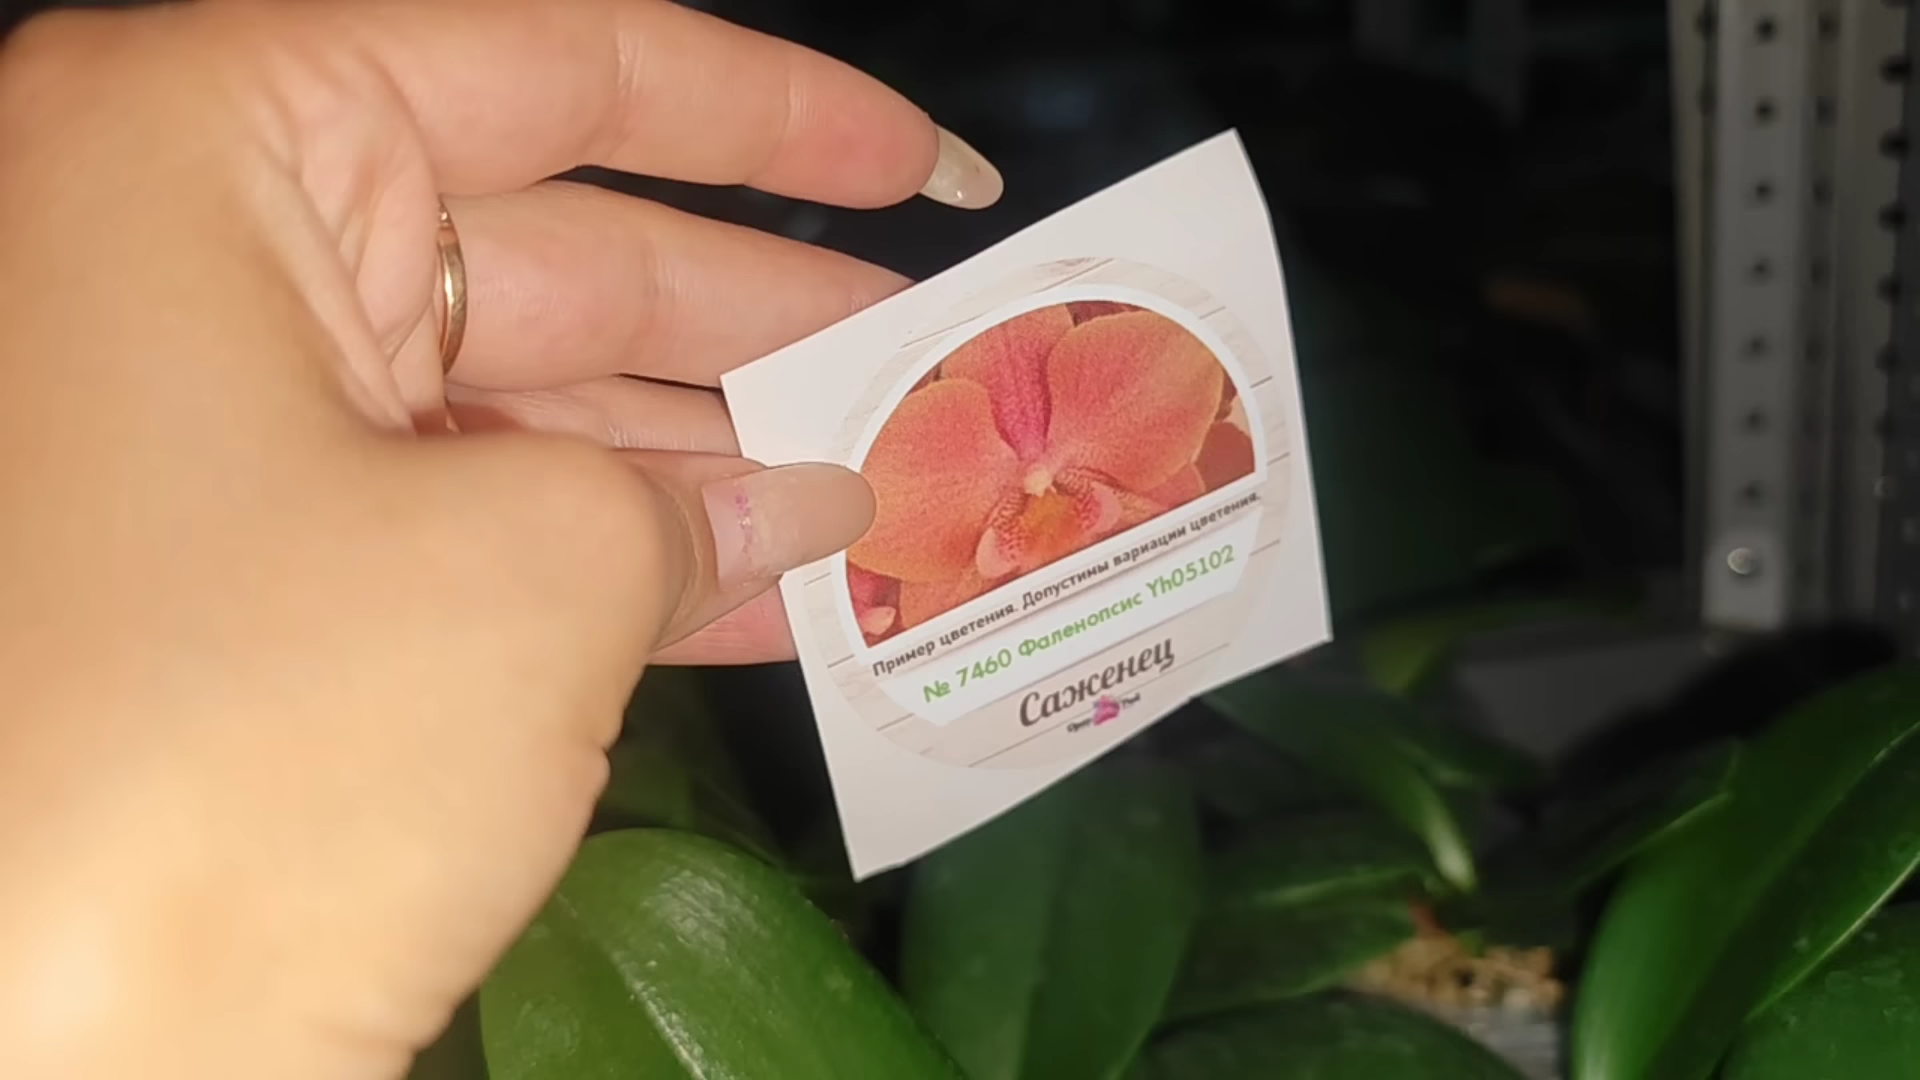 Пример цветения. Допустимы вариации цветения.
№ 7460 Фаленопсис Yh05102
Саженец